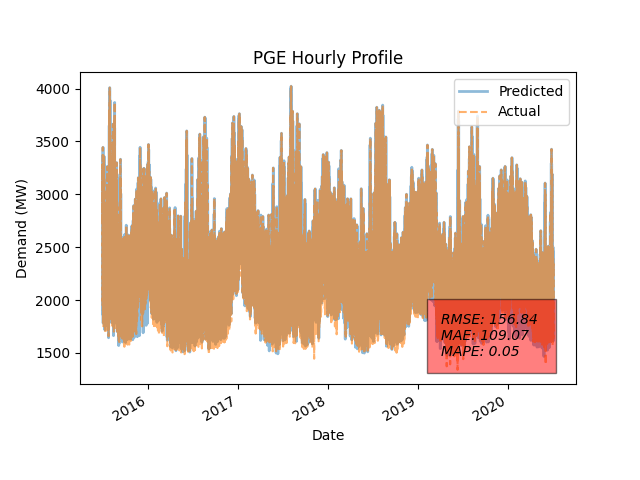 PGE Hourly Profile
Predicted
Actual
4000
3500
3000
2500
2000
1500
Demand (MW)
RMSE: 156.84
MAE: 109.07
MAPE: 0.05
2016
2017
2018
2019
2020
Date